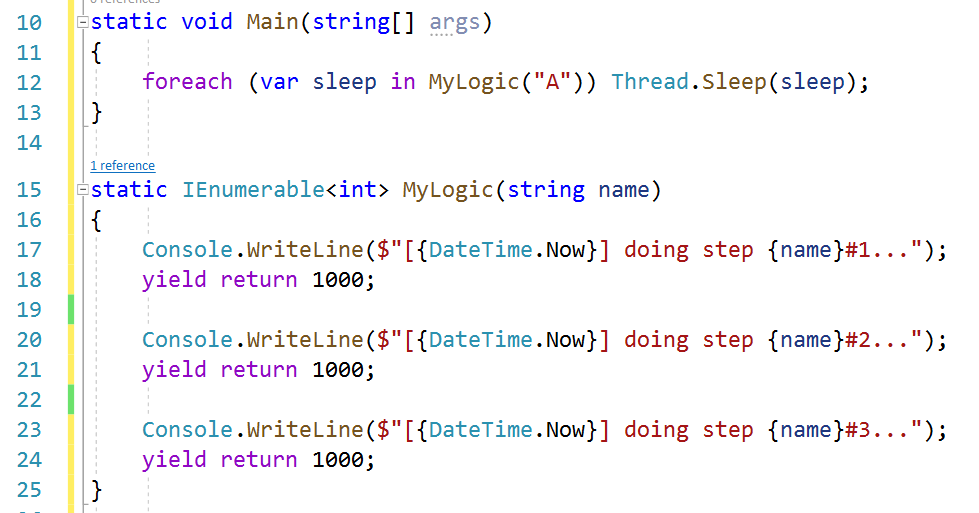 10 static void Main(string[] args)
11 {
12 foreach (var sleep in MyLogic("A")) Thread.Sleep(sleep);
13 }
14
1 reference
15 static IEnumerable<int> MyLogic(string name)
16 {
17 Console.WriteLine($"[{DateTime.Now}] doing step {name}#1...");
18 yield return 1000;
19
20 Console.WriteLine($"[{DateTime.Now}] doing step {name}#2...");
21 yield return 1000;
22
23 Console.WriteLine($"[{DateTime.Now}] doing step {name}#3...");
24 yield return 1000;
25 }